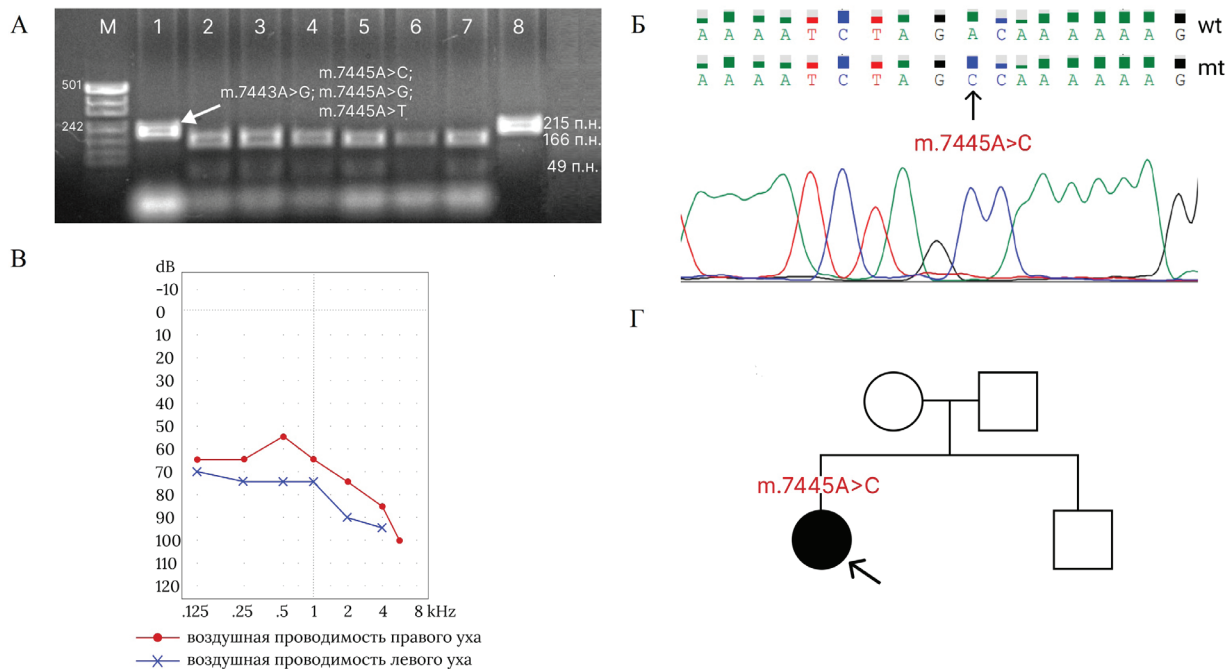 А
M 1 2 3 4 5 6 7 8
501
242
m.7445A>C;
m.7443A>G; m.7445A>G;
m.7445A>T
215 п.н.
166 п.н.
49 п.н.
Б
A A A A T C T A G A C A A A A A G wt
A A A A T C T A G C C A A A A A G mt
m.7445A>C
В
dB
-10
0
10
20
30
40
50
60
70
80
90
100
110
120
.125 .25 .5 1 2 4 8 kHz
воздушная проводимость правого уха
воздушная проводимость левого уха
Г
m.7445A>C